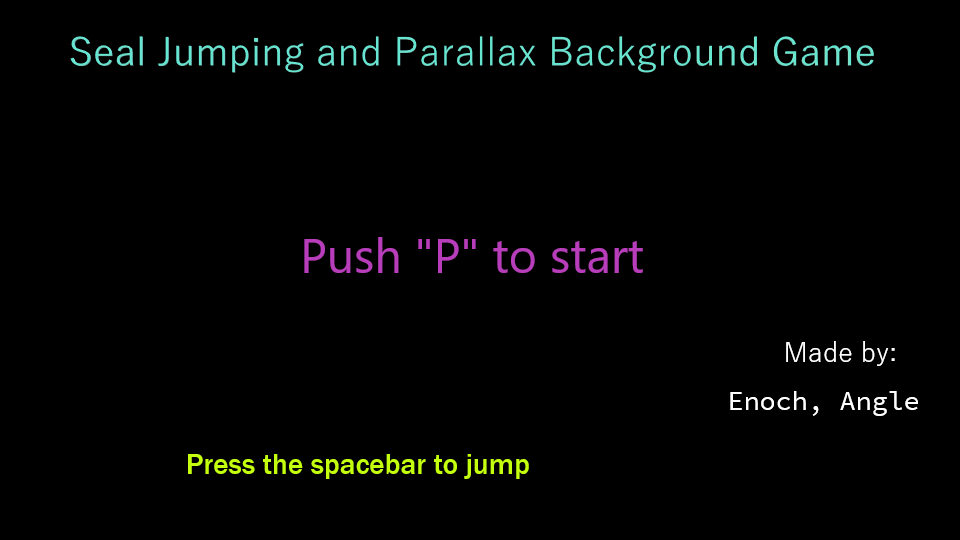 Seal Jumping and Parallax Background Game
Push "P" to start
Made by:
Enoch, Angle
Press the spacebar to jump